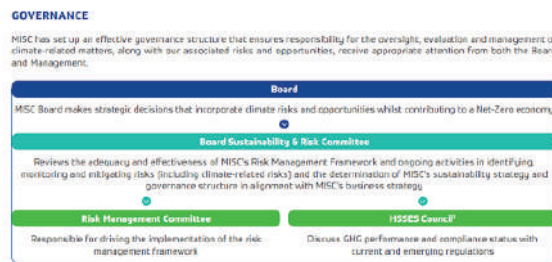 GOVERNANCE
MISC has set up an effective governance structure that ensures responsibility for the oversight, evaluation and management o
climate-related matters, along with our associated risks and opportunities, receive appropriate attention from both the Boar
and Management.
Board
MISC Board makes strategic decisions that incorporate climate risks and opportunities whilst contributing to a Net-Zero economy
Board Sustainability & Risk Committee
Reviews the adequacy and effectiveness of MISC's Risk Management Framework and ongoing activities in identifying,
monitoring and mitigating risks (including climate-related risks) and the determination of MISC's sustainability strategy and
governance structure in alignment with MISC's business strategy
Risk Management Committee
HSSES Council¹
Responsible for driving the implementation of the risk
management framework
Discuss GHG performance and compliance status with
current and emerging regulations